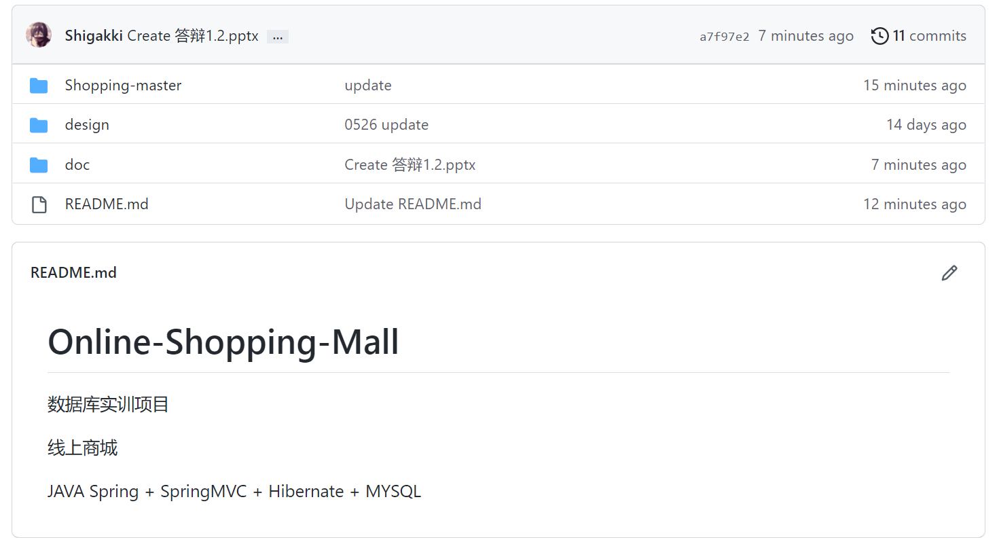 Shigakki Create 答辩1.2.pptx ... a7f97e2 7 minutes ago 11 commits
Shopping-master update 15 minutes ago
design 0526 update 14 days ago
doc Create 答辩1.2.pptx 7 minutes ago
README.md Update README.md 12 minutes ago
README.md
Online-Shopping-Mall
数据库实训项目
线上商城
JAVA Spring + SpringMVC + Hibernate + MYSQL